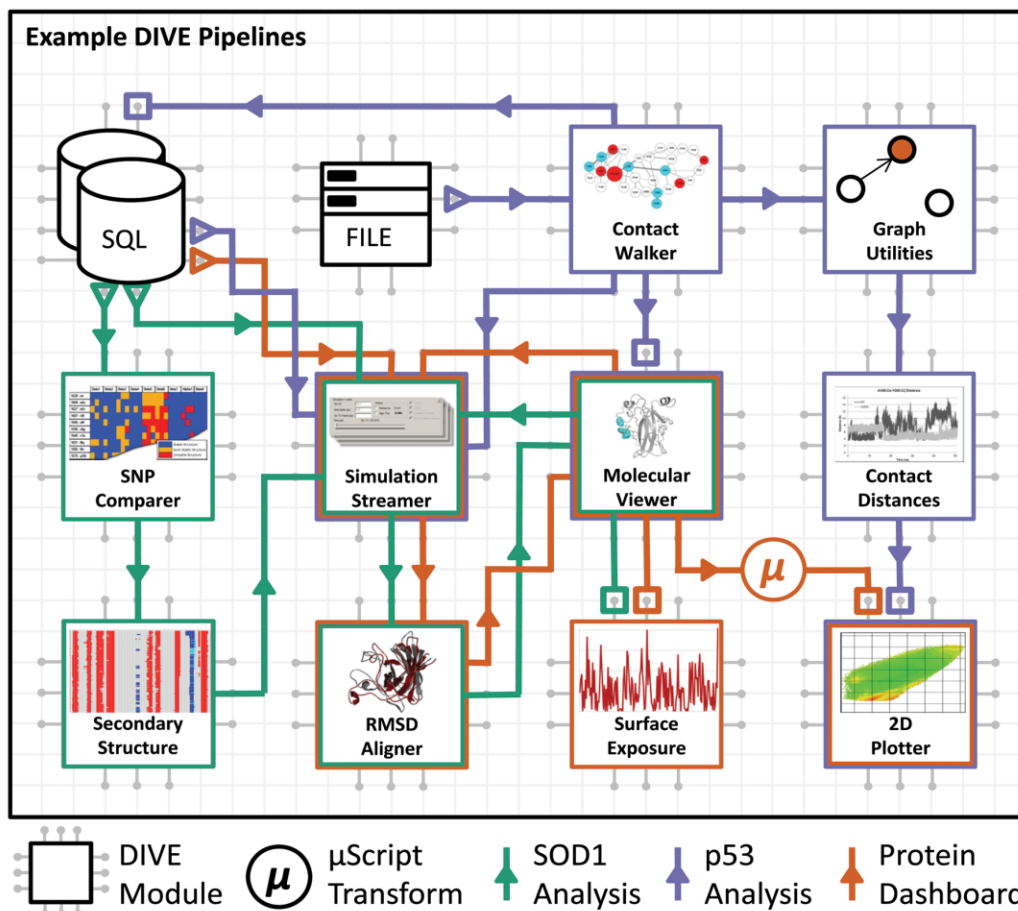 Example DIVE Pipelines
SQL
FILE
Contact
Walker
Graph
Utilities
SNP
Comparer
Simulation
Streamer
Molecular
Viewer
Contact
Distances
μ
Secondary
Structure
RMSD
Aligner
Surface
Exposure
2D
Plotter
DIVE
Module
μ
μScript
Transform
SOD1
Analysis
p53
Analysis
Protein
Dashboard